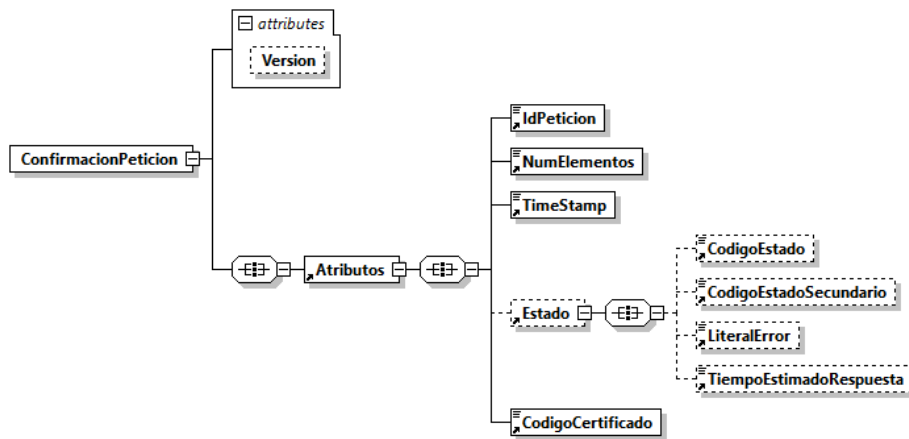 attributes
Version
ConfirmacionPeticion
IdPeticion
NumElementos
TimeStamp
Atributos
Estado
CodigoEstado
CodigoEstadoSecundario
LiteralError
TiempoEstimadoRespuesta
CodigoCertificado